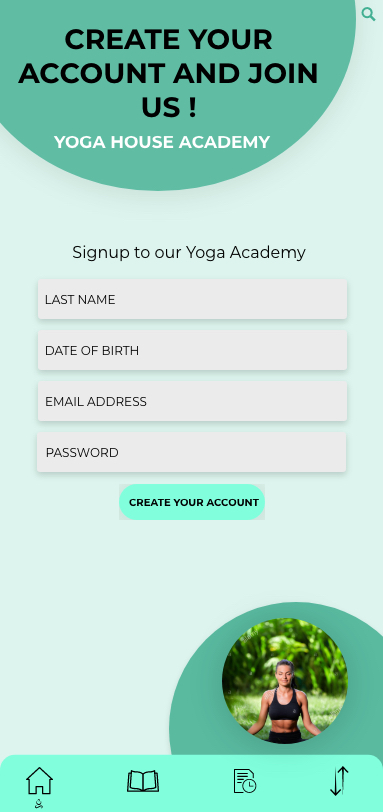 CREATE YOUR
ACCOUNT AND JOIN
US !
YOGA HOUSE ACADEMY
Signup to our Yoga Academy
LAST NAME
DATE OF BIRTH
EMAIL ADDRESS
PASSWORD
CREATE YOUR ACCOUNT